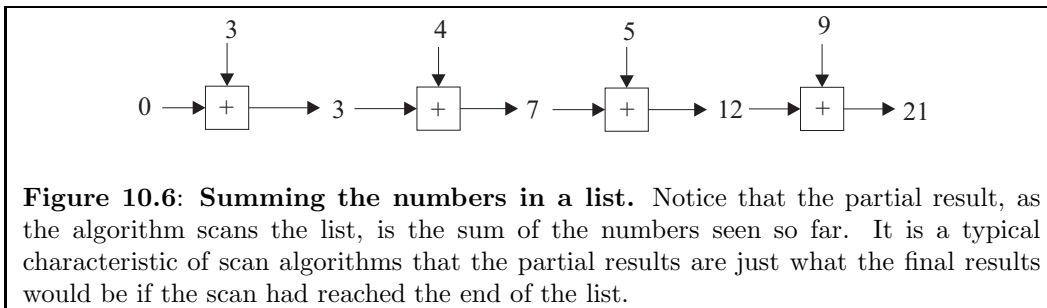 3 4 5 9
0 + 3 + 7 + 12 + 21
Figure 10.6: Summing the numbers in a list. Notice that the partial result, as
the algorithm scans the list, is the sum of the numbers seen so far. It is a typical
characteristic of scan algorithms that the partial results are just what the final results
would be if the scan had reached the end of the list.